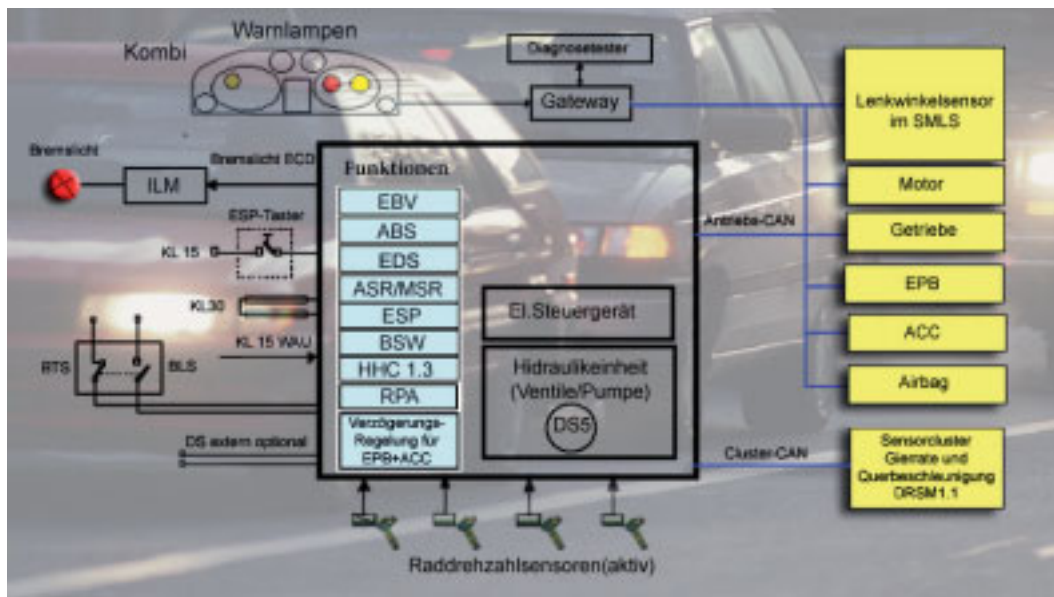 Warnlampen
Kombi
Diagnosetester
Gateway
Lenkwinkelsensor
im SMLS
Bremslicht
Bremslicht ECD
ILM
ESP-Taster
KL 15
KL30
KL 15 WAU
BTS
BLS
DS extern optional
Funktionen
EBV
ABS
EDS
ASR/MSR
ESP
BSW
HHC 1.3
RPA
Verzögerungs-
Regelung für
EPB+ACC
El.Steuergerät
Hidraulikeinheit
(Ventile/Pumpe)
DS5
Antriebs-CAN
Motor
Getriebe
EPB
ACC
Airbag
Cluster-CAN
Sensorcluster
Gierrate und
Querbeschleunigung
DRSM1.1
Raddrehzahlsensoren(aktiv)